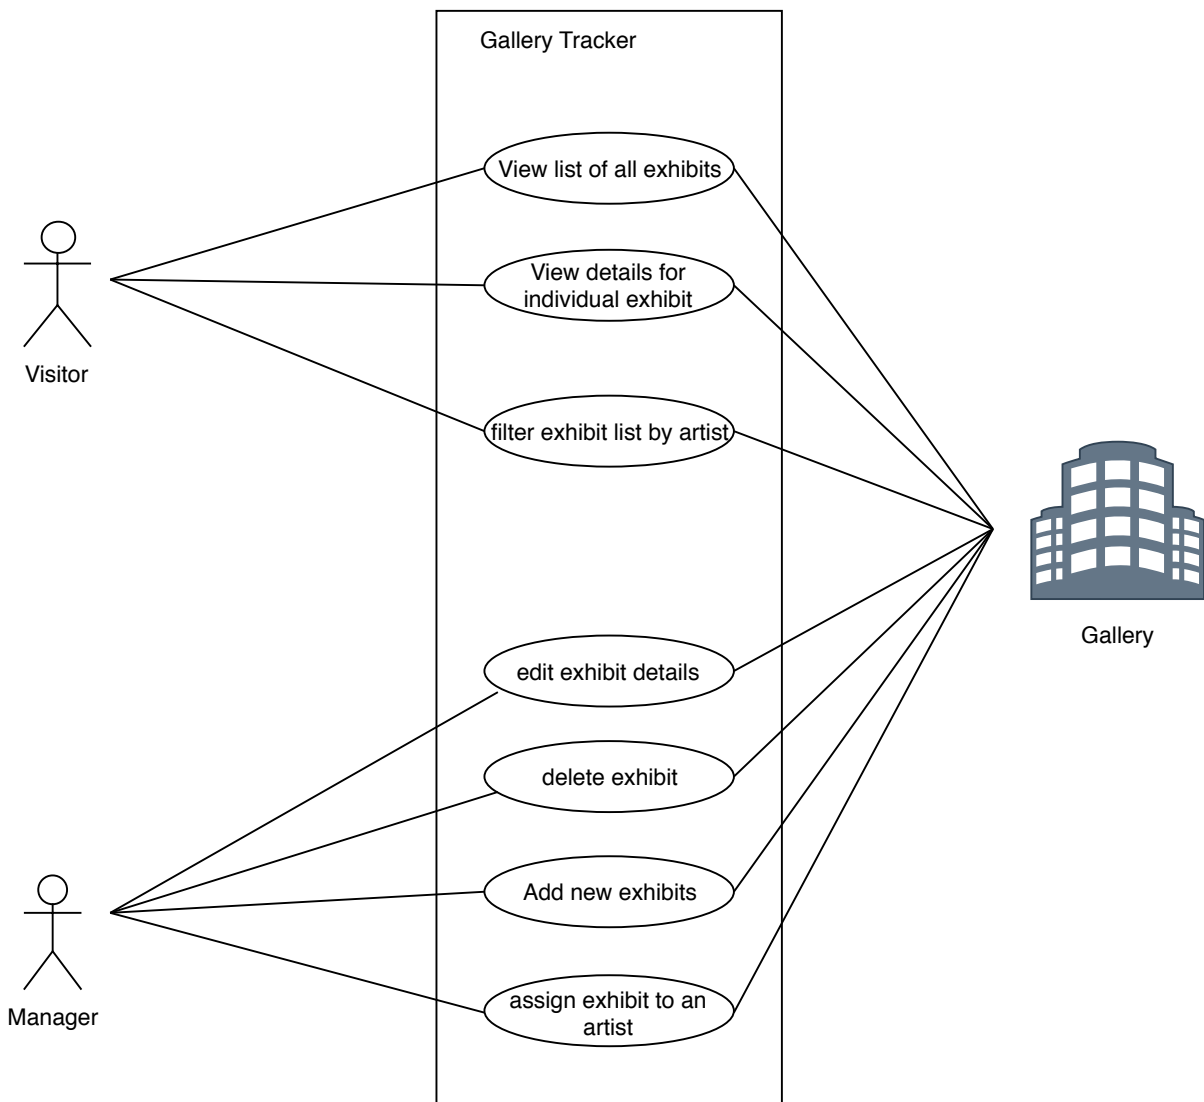 Gallery Tracker
View list of all exhibits
View details for
individual exhibit
Visitor
filter exhibit list by artist
Gallery
edit exhibit details
delete exhibit
Add new exhibits
Manager
assign exhibit to an
artist